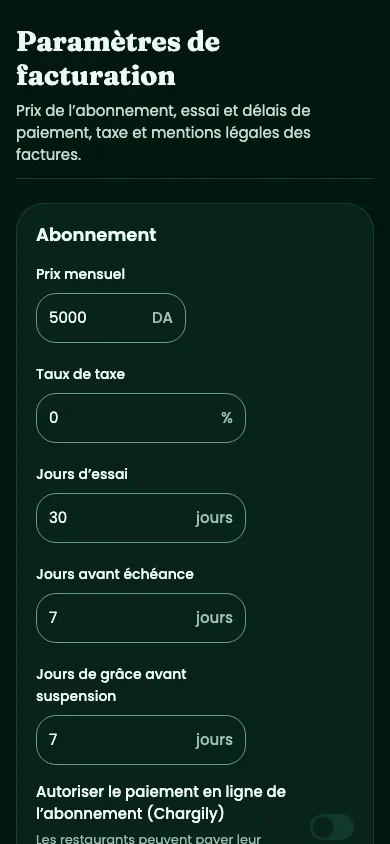 Paramètres de
facturation
Prix de l’abonnement, essai et délais de
paiement, taxe et mentions légales des
factures.
Abonnement
Prix mensuel
5000 DA
Taux de taxe
0 %
Jours d’essai
30 jours
Jours avant échéance
7 jours
Jours de grâce avant
suspension
7 jours
Autoriser le paiement en ligne de
l’abonnement (Chargily)
Les restaurants peuvent payer leur